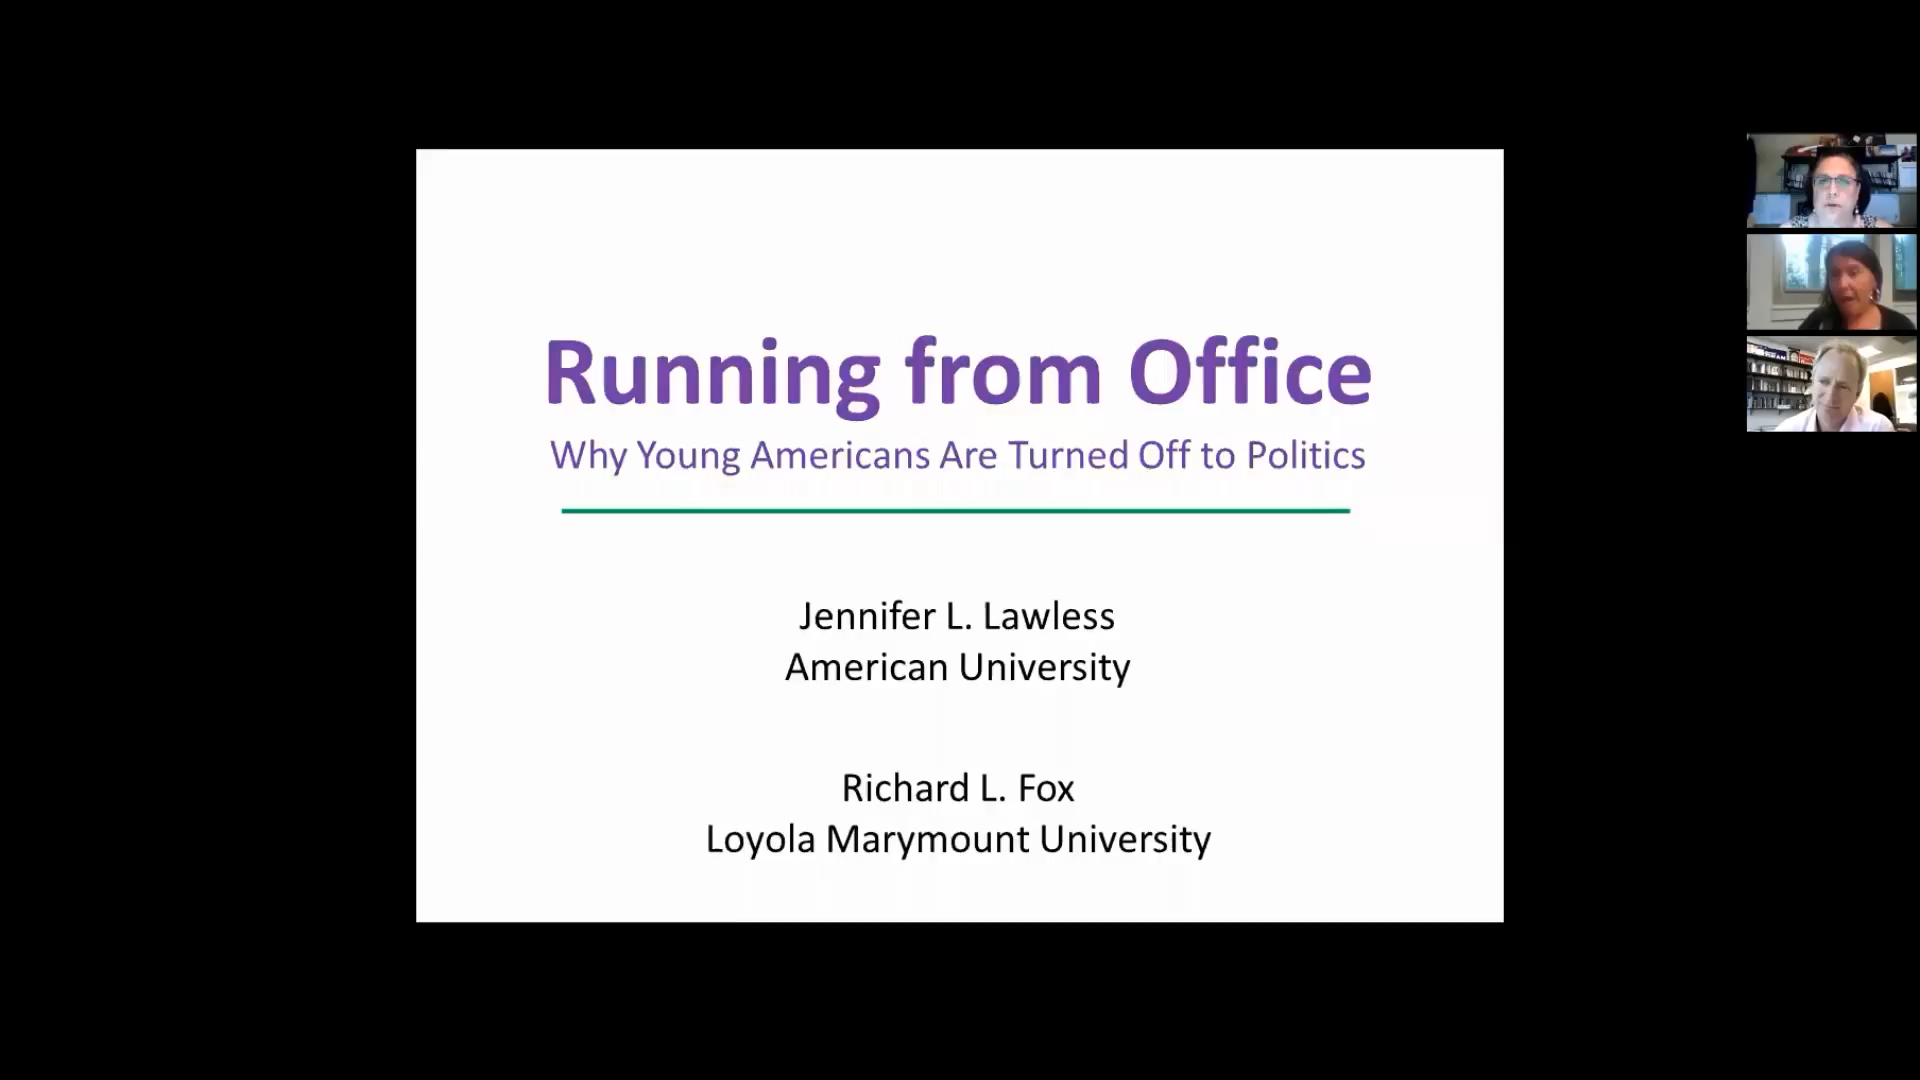 Running from Office
Why Young Americans Are Turned Off to Politics
Jennifer L. Lawless
American University
Richard L. Fox
Loyola Marymount University